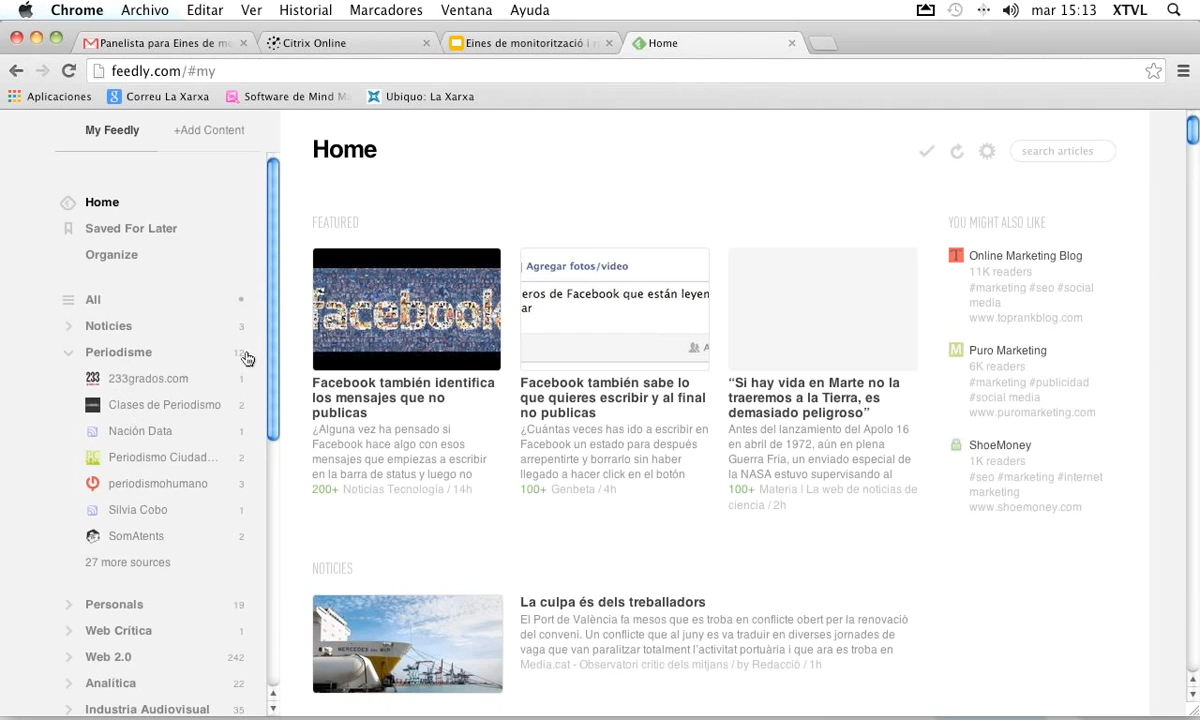 Chrome Archivo Editar Ver Historial Marcadores Ventana Ayuda mar 15:13 XTVL
Panelista para Eines de mo
Citrix Online
Eines de monitorització i
Home
feedly.com/#my
Aplicaciones
Correu La Xarxa
Software de Mind Ma
Ubiquo: La Xarxa
My Feedly
+Add Content
Home
Saved For Later
Organize
All
Noticies 3
Periodisme 12
233grados.com 1
Clases de Periodismo 2
Nación Data 1
Periodismo Ciudad... 2
periodismohumano 3
Silvia Cobo 1
SomAtents 2
27 more sources
Personals 19
Web Crítica 1
Web 2.0 242
Analítica 22
Industria Audiovisual 35
Home
search articles
FEATURED
facebook
Facebook también identifica
los mensajes que no
publicas
¿Alguna vez ha pensado si
Facebook hace algo con esos
mensajes que empiezas a escribir
en la barra de status y luego no
200+ Noticias Tecnología / 14h
Agregar fotos/video
eros de Facebook que están leyen
ar
A
Facebook también sabe lo
que quieres escribir y al final
no publicas
¿Cuántas veces has ido a escribir en
Facebook un estado para después
arrepentirte y borrarlo sin haber
llegado a hacer click en el botón
100+ Genbeta / 4h
“Si hay vida en Marte no la
traeremos a la Tierra, es
demasiado peligroso”
Antes del lanzamiento del Apolo 16
en abril de 1972, aún en plena
Guerra Fría, un enviado especial de
la NASA estuvo supervisando al
100+ Materia | La web de noticias de
ciencia / 2h
YOU MIGHT ALSO LIKE
Online Marketing Blog
11K readers
#marketing #seo #social
media
www.toprankblog.com
Puro Marketing
6K readers
#marketing #publicidad
#social media
www.puromarketing.com
ShoeMoney
1K readers
#seo #marketing #internet
marketing
www.shoemoney.com
NOTICIES
La culpa és dels treballadors
El Port de València fa mesos que es troba en conflicte obert per la renovació
del conveni. Un conflicte que al juny es va traduir en diverses jornades de
vaga que van paralitzar totalment l’activitat portuària i que ara es troba en
Media.cat - Observatori crític dels mitjans / by Redacció / 1h